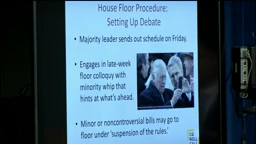 House Floor Procedure:
Setting Up Debate
• Majority leader sends out schedule on Friday.
• Engages in late-week
floor colloquy with
minority whip that
hints at what's ahead.
• Minor or noncontroversial bills may go to
floor under 'suspension of the rules.'
ROLL